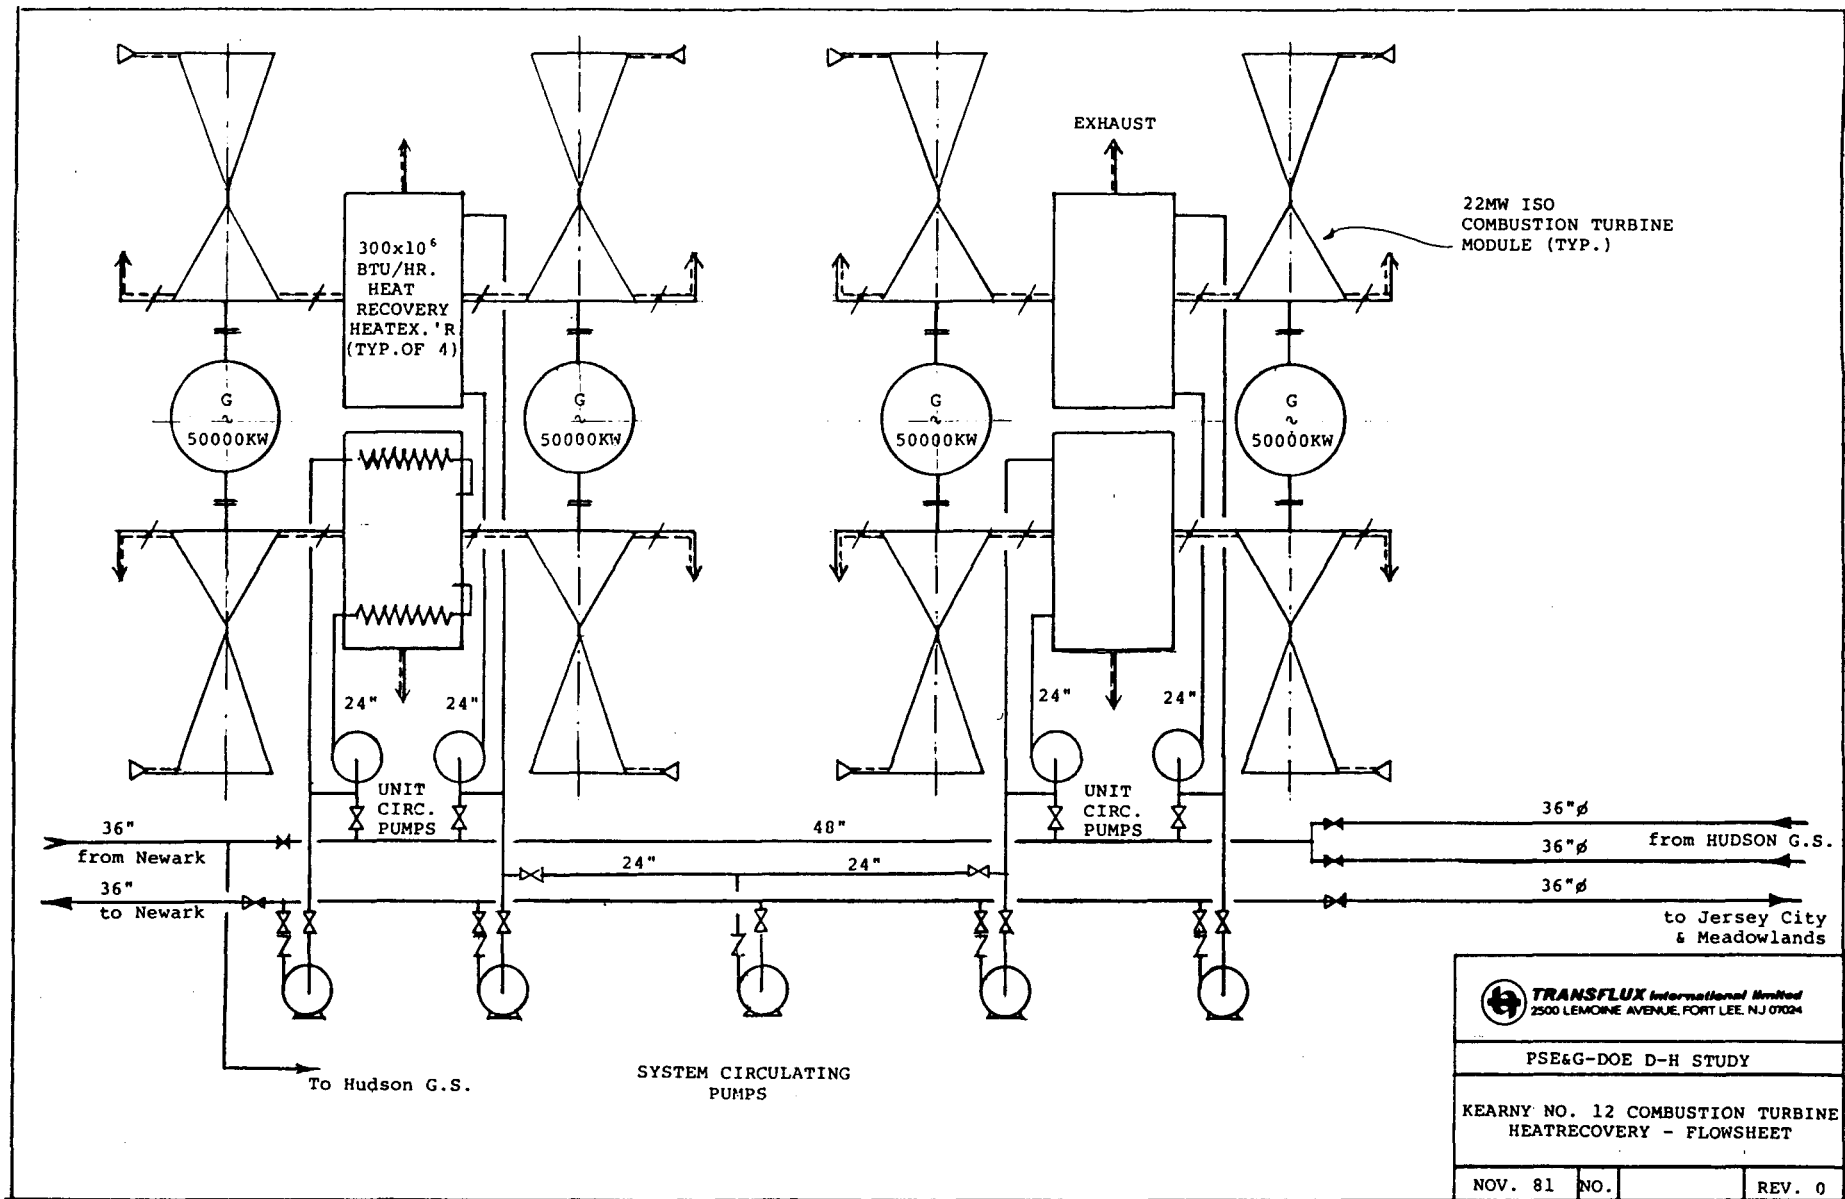 EXHAUST
22MW ISO
COMBUSTION TURBINE
MODULE (TYP.)
300x10⁶
BTU/HR.
HEAT
RECOVERY
HEATEX.'R
(TYP.OF 4)
G
~
50000KW
G
~
50000KW
G
~
50000KW
G
~
50000KW
24"
24"
24"
24"
UNIT
CIRC.
PUMPS
UNIT
CIRC.
PUMPS
36"
from Newark
48"
36"ø
from HUDSON G.S.
36"ø
24"
24"
36"
to Newark
36"ø
to Jersey City
& Meadowlands
To Hudson G.S.
SYSTEM CIRCULATING
PUMPS
TRANSFLUX International limited
2500 LEMOINE AVENUE, FORT LEE, NJ 07024
PSE&G-DOE D-H STUDY
KEARNY NO. 12 COMBUSTION TURBINE
HEATRECOVERY - FLOWSHEET
NOV. 81
NO.
REV. 0